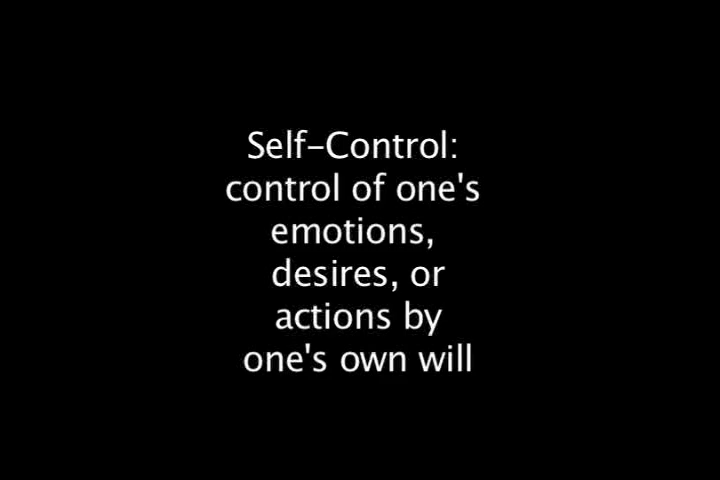 Self-Control:
control of one's
emotions,
desires, or
actions by
one's own will